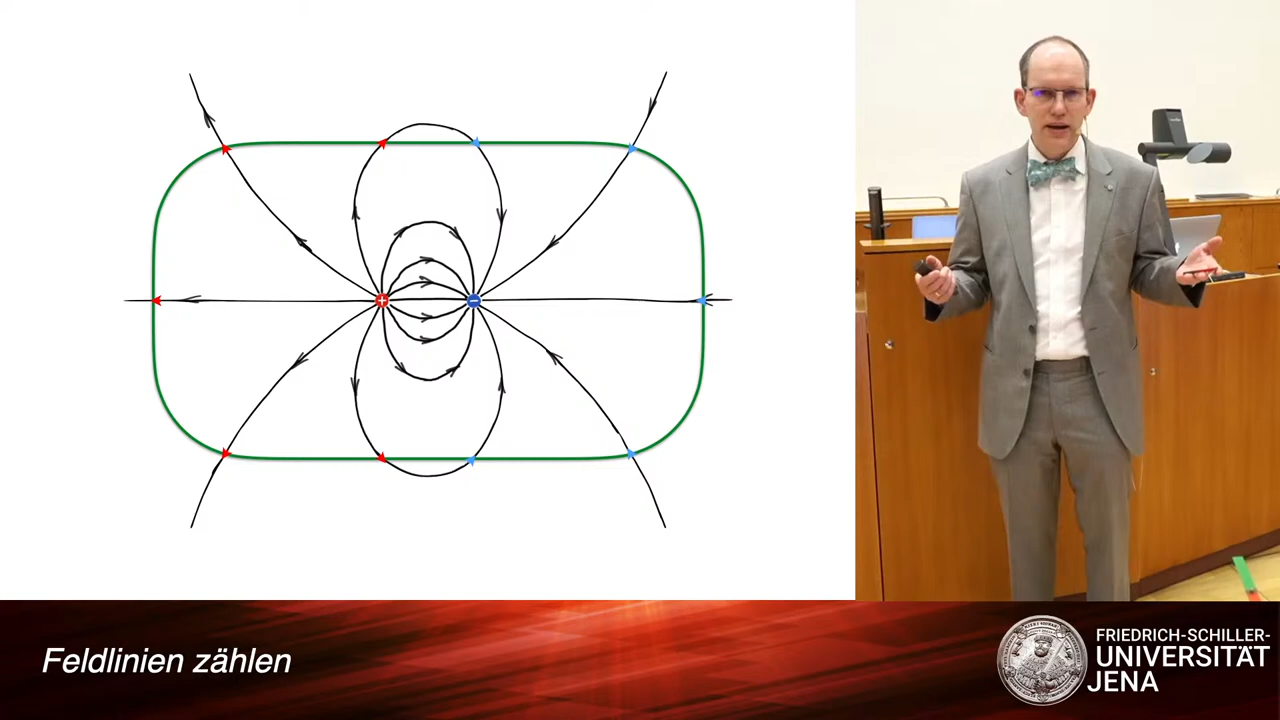 +
−
Feldlinien zählen
FRIEDRICH-SCHILLER-
UNIVERSITÄT
JENA